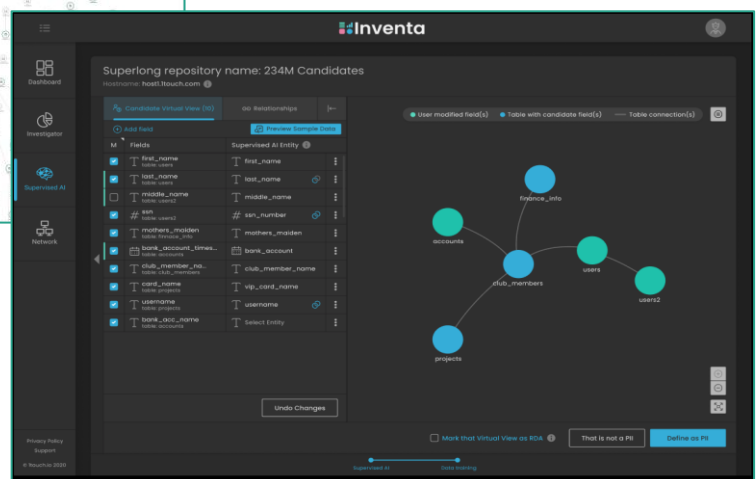 Inventa
Dashboard
Investigator
Supervised AI
Network
Privacy Policy
Support
© 1touch.io 2020
Superlong repository name: 234M Candidates
Hostname: host1.1touch.com
Candidate Virtual View (10)
Relationships
Add field
Preview Sample Data
M Fields Supervised AI Entity
first_name first_name
table: users
last_name last_name
table: users
middle_name middle_name
table: users2
ssn ssn_number
table: users2
mothers_maiden mothers_maiden
table: finnace_info
bank_account_times... bank_account
table: accounts
club_member_na... club_member_name
table: club_members
card_name vip_card_name
table: projects
username username
table: projects
bank_acc_name Select Entity
table: accounts
Undo Changes
User modified field(s) Table with candidate field(s) Table connection(s)
finance_info
accounts
users
club_members
users2
projects
Mark that Virtual View as RDA
That is not a PII
Define as PII
Supervised AI Data training